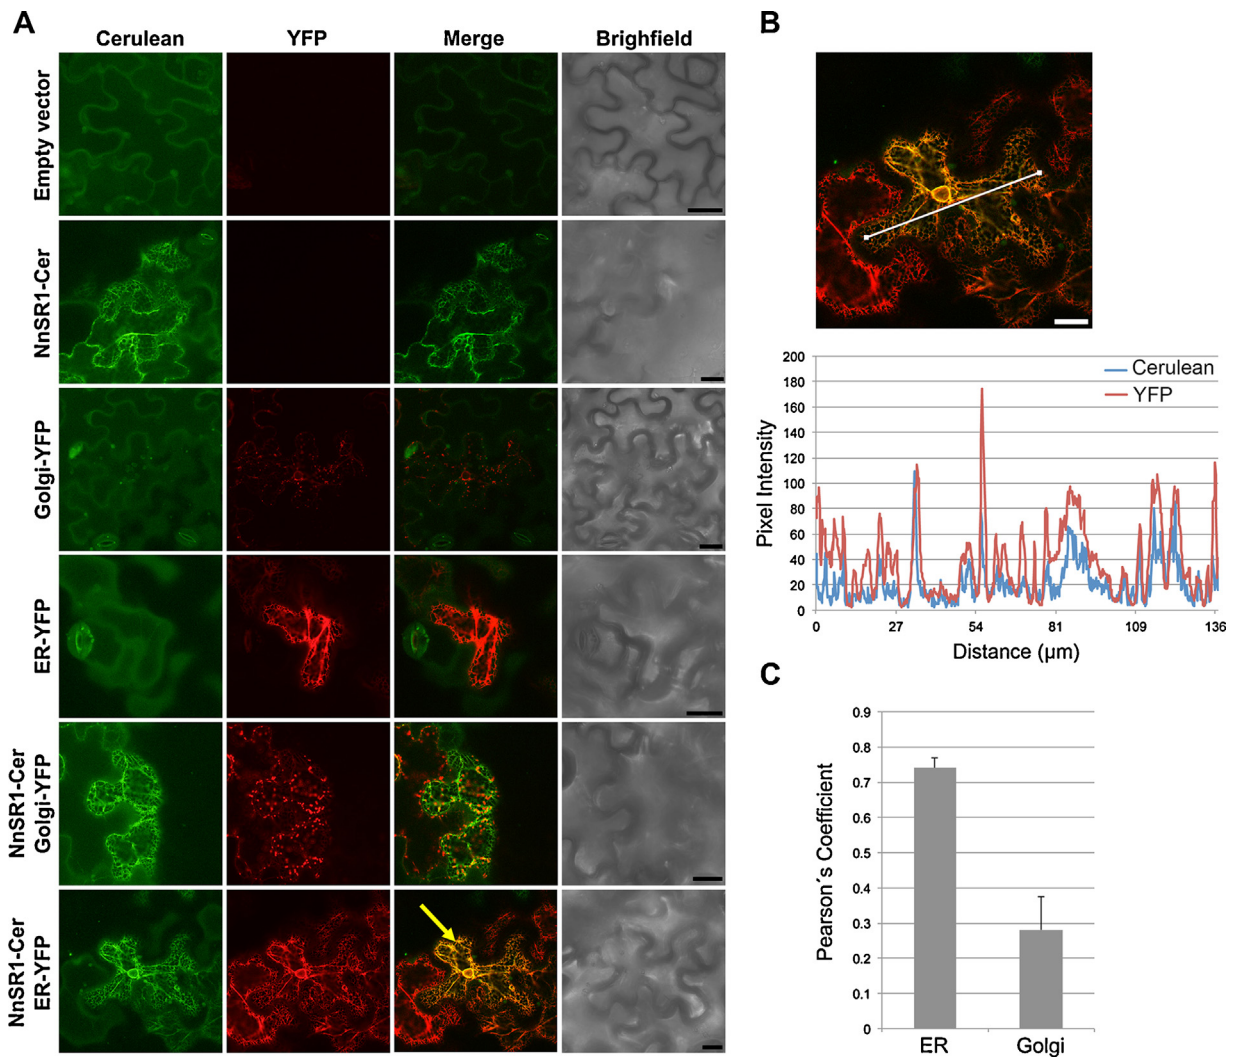 A
Cerulean YFP Merge Brighfield
Empty vector
NnSR1-Cer
Golgi-YFP
ER-YFP
NnSR1-Cer
Golgi-YFP
NnSR1-Cer
ER-YFP
B
200
180
160
140
120
100
80
60
40
20
0
Pixel Intensity
Cerulean
YFP
0 27 54 81 109 136
Distance (µm)
C
0.9
0.8
0.7
0.6
0.5
0.4
0.3
0.2
0.1
0
Pearson´s Coefficient
ER Golgi